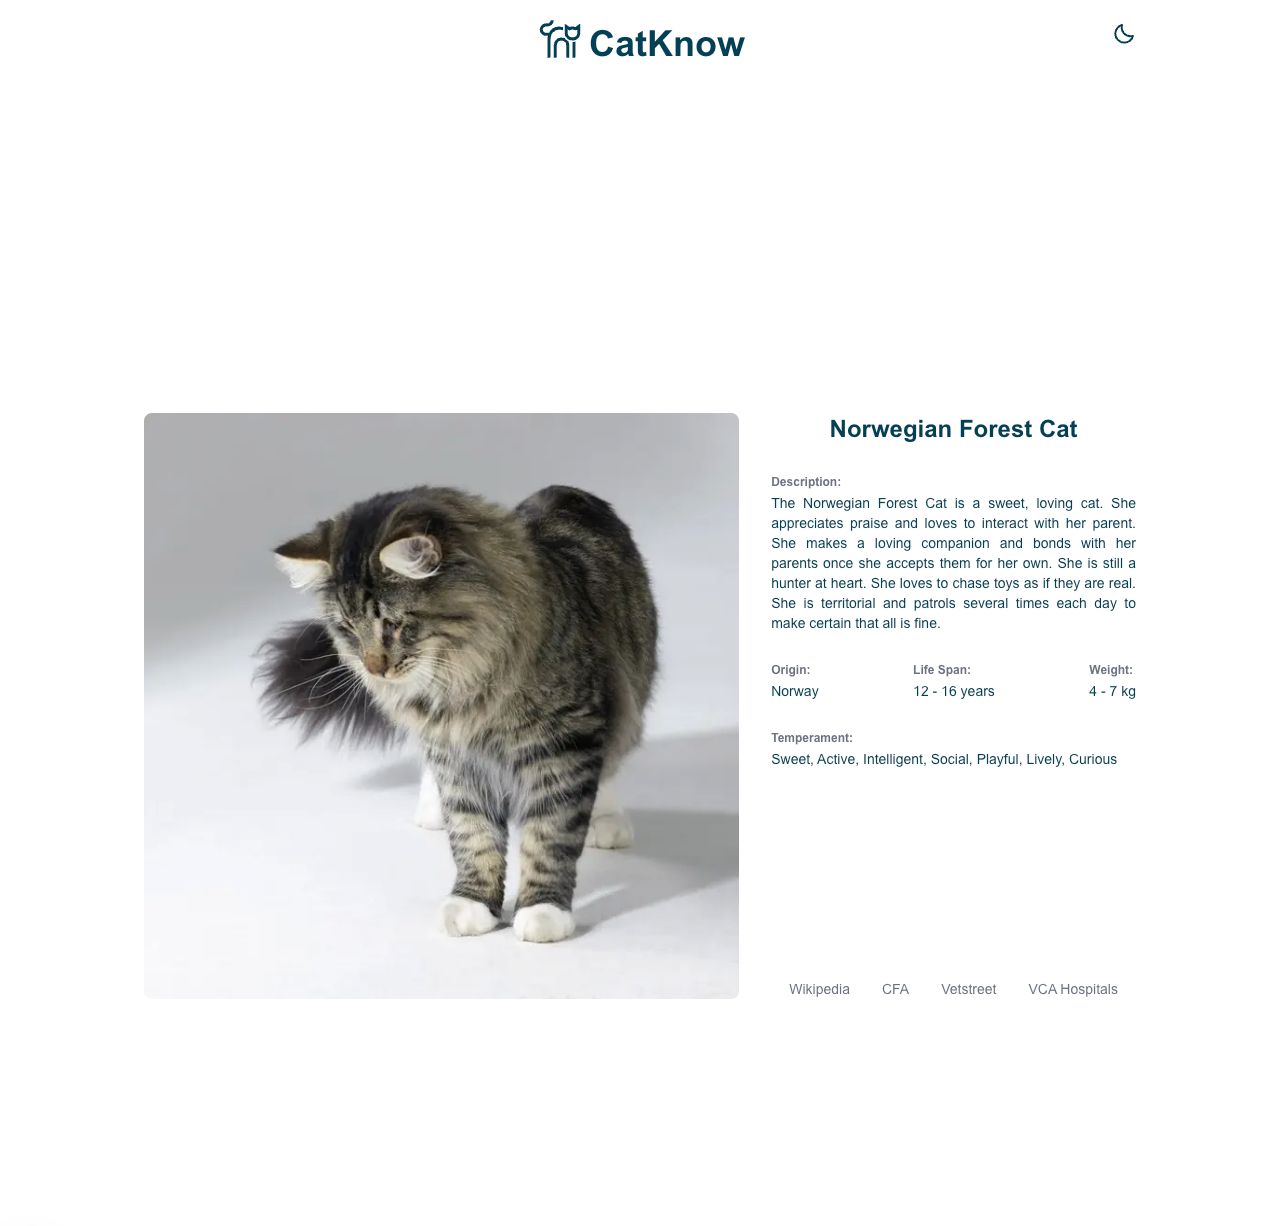 CatKnow
Norwegian Forest Cat
Description:
The Norwegian Forest Cat is a sweet, loving cat. She
appreciates praise and loves to interact with her parent.
She makes a loving companion and bonds with her
parents once she accepts them for her own. She is still a
hunter at heart. She loves to chase toys as if they are real.
She is territorial and patrols several times each day to
make certain that all is fine.
Origin: Life Span: Weight:
Norway 12 - 16 years 4 - 7 kg
Temperament:
Sweet, Active, Intelligent, Social, Playful, Lively, Curious
Wikipedia CFA Vetstreet VCA Hospitals